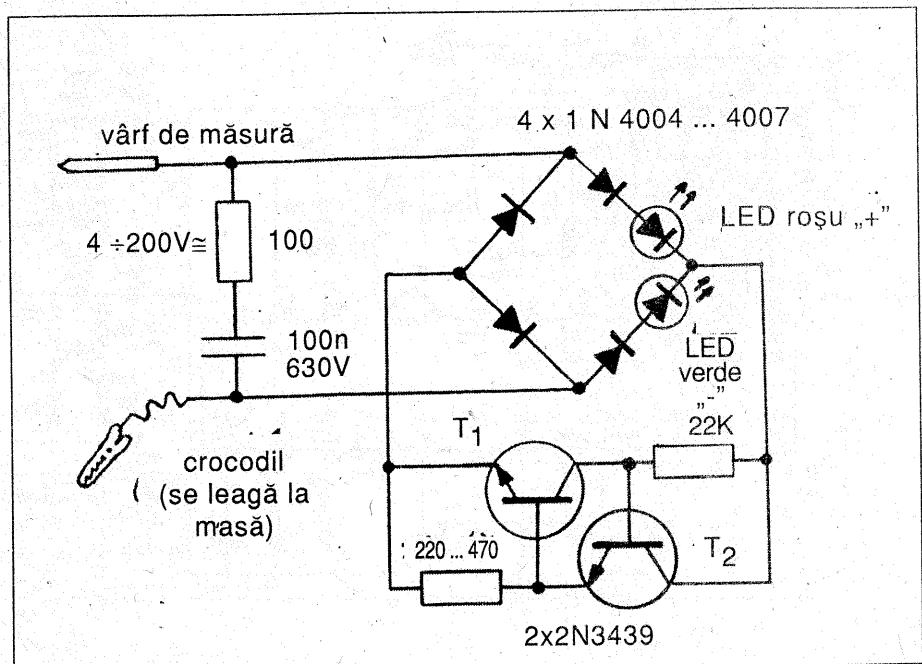 vârf de măsură
4 x 1 N 4004 ... 4007
4 ÷200V≅
100
LED roşu „+”
100n
630V
LED
verde
„-”
22K
T1
crocodil
(se leagă la
masă)
220 ... 470
T2
2x2N3439